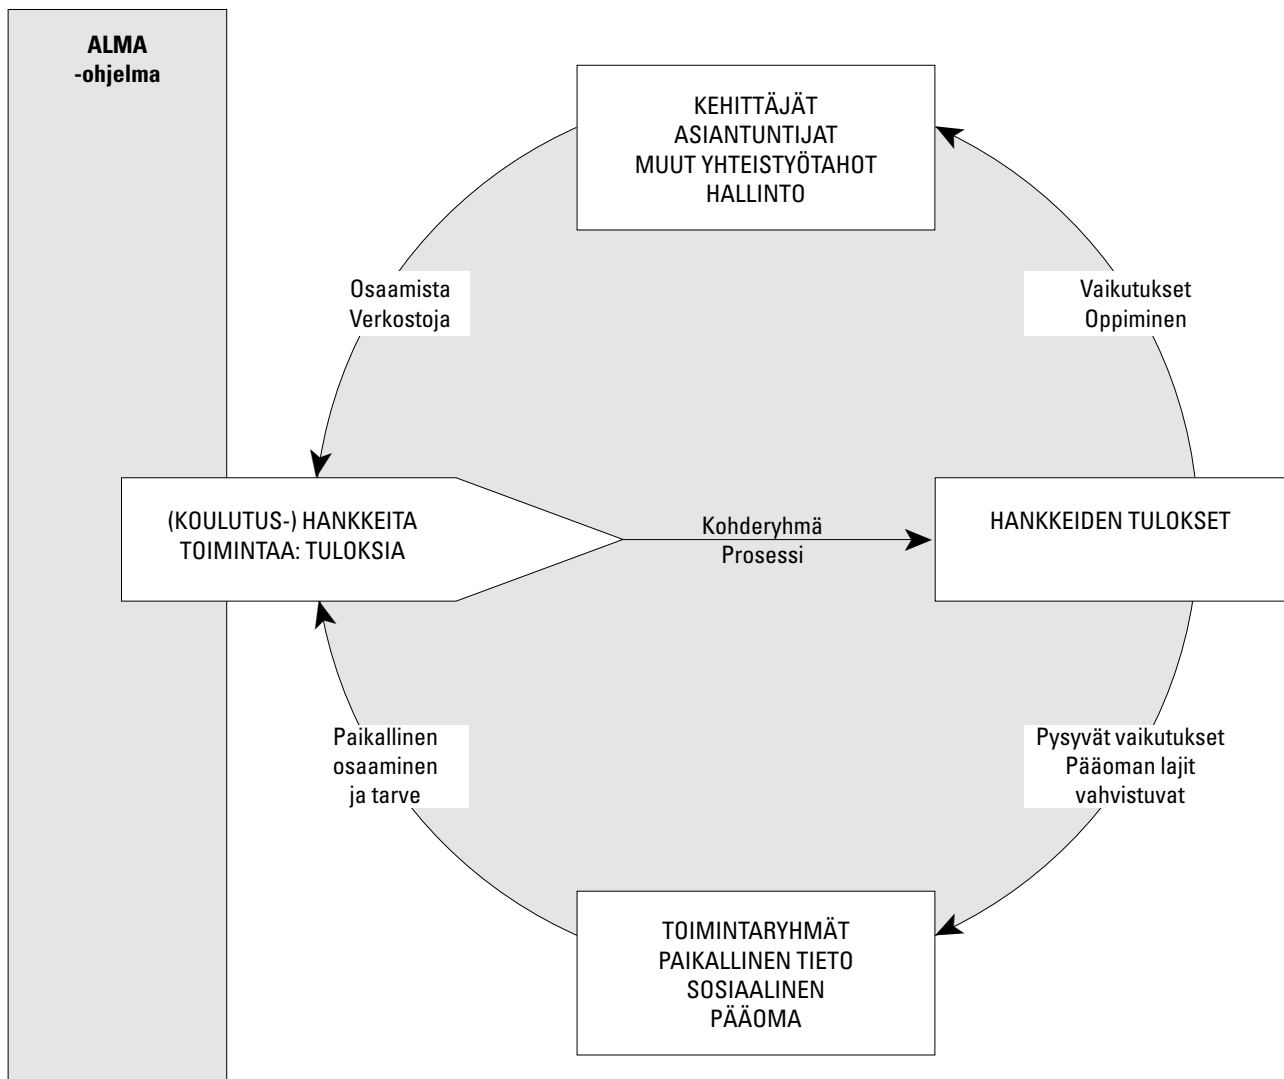 ALMA
-ohjelma
KEHITTÄJÄT
ASIANTUNTIJAT
MUUT YHTEISTYÖTAHOT
HALLINTO
Osaamista
Verkostoja
Vaikutukset
Oppiminen
(KOULUTUS-) HANKKEITA
TOIMINTAA: TULOKSIA
Kohderyhmä
Prosessi
HANKKEIDEN TULOKSET
Paikallinen
osaaminen
ja tarve
Pysyvät vaikutukset
Pääoman lajit
vahvistuvat
TOIMINTARYHMÄT
PAIKALLINEN TIETO
SOSIAALINEN
PÄÄOMA